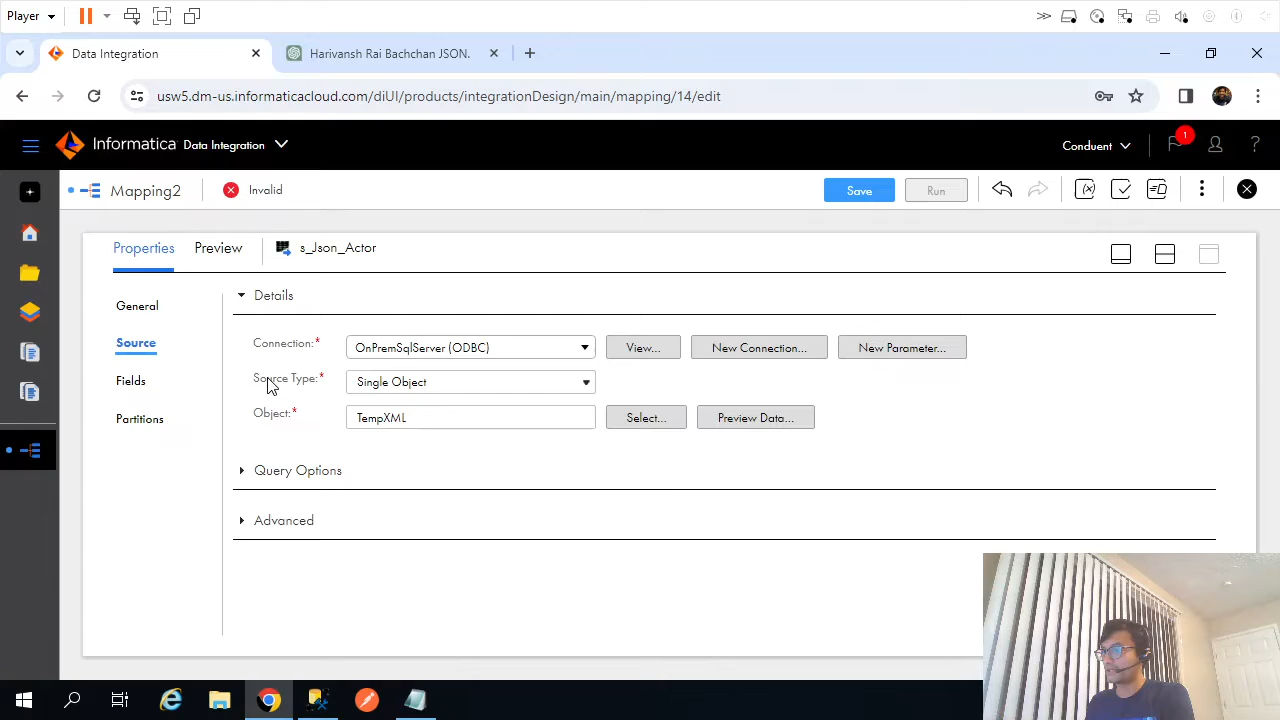 Player
Data Integration
Harivansh Rai Bachchan JSON.
usw5.dm-us.informaticacloud.com/diUI/products/integrationDesign/main/mapping/14/edit
Informatica Data Integration
Conduent
1
?
Mapping2
Invalid
Save
Run
Properties
Preview
s_Json_Actor
General
Source
Fields
Partitions
Details
Connection:*
OnPremSqlServer (ODBC)
View...
New Connection...
New Parameter...
Source Type:*
Single Object
Object:*
TempXML
Select...
Preview Data...
Query Options
Advanced